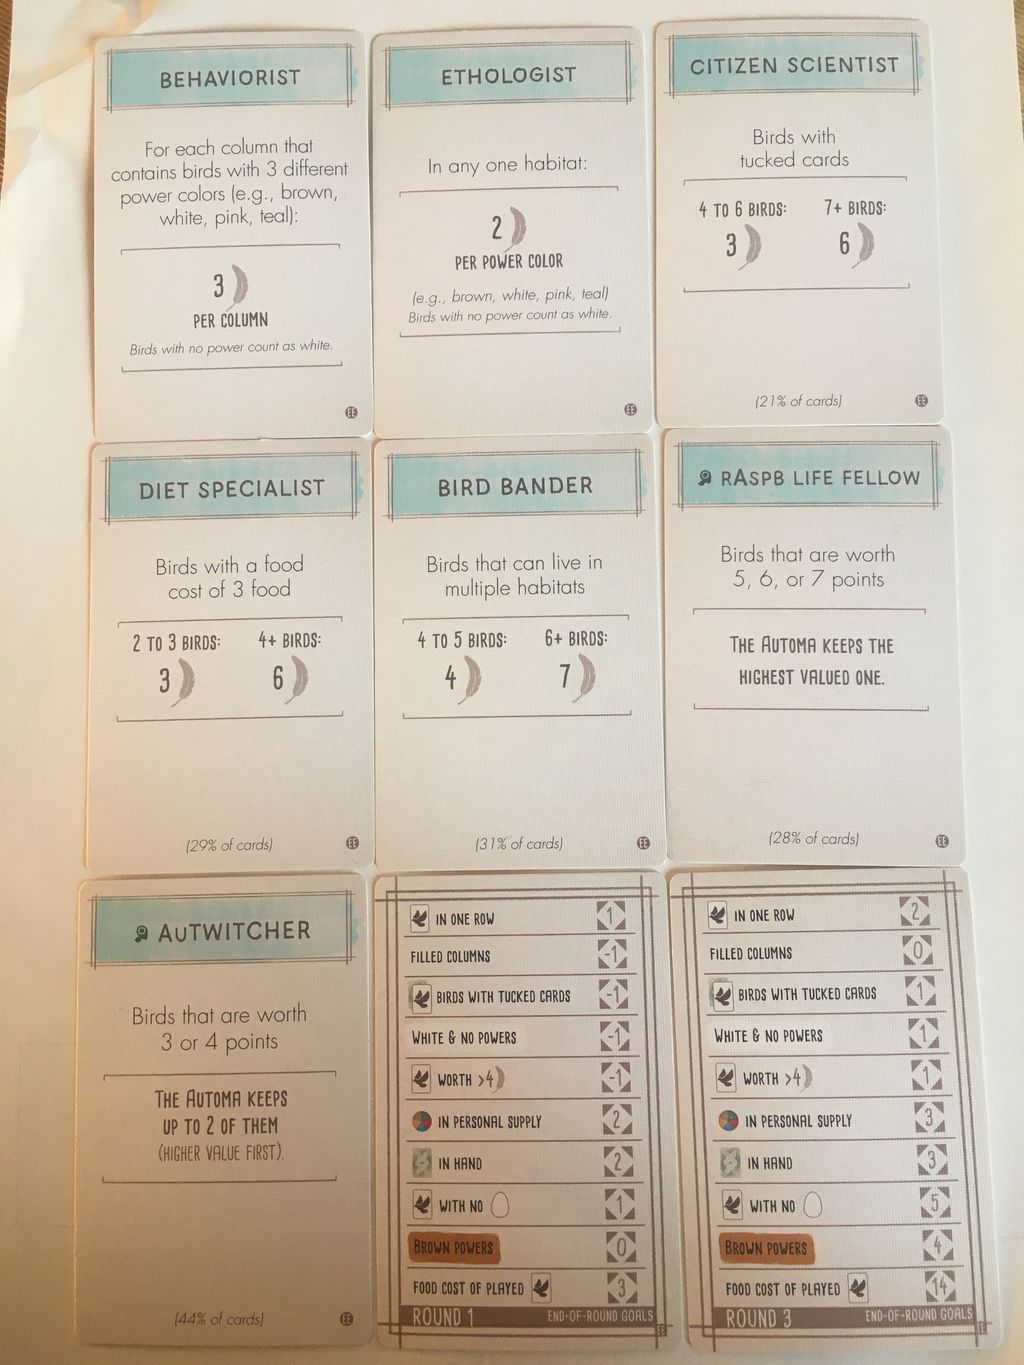 BEHAVIORIST
For each column that
contains birds with 3 different
power colors (e.g., brown,
white, pink, teal):
3
PER COLUMN
Birds with no power count as white.
EE
ETHOLOGIST
In any one habitat:
2
PER POWER COLOR
(e.g., brown, white, pink, teal)
Birds with no power count as white.
EE
CITIZEN SCIENTIST
Birds with
tucked cards
4 TO 6 BIRDS: 7+ BIRDS:
3 6
(21% of cards)
EE
DIET SPECIALIST
Birds with a food
cost of 3 food
2 TO 3 BIRDS: 4+ BIRDS:
3 6
(29% of cards)
EE
BIRD BANDER
Birds that can live in
multiple habitats
4 TO 5 BIRDS: 6+ BIRDS:
4 7
(31% of cards)
EE
RASPB LIFE FELLOW
Birds that are worth
5, 6, or 7 points
THE AUTOMA KEEPS THE
HIGHEST VALUED ONE.
(28% of cards)
EE
AUTWITCHER
Birds that are worth
3 or 4 points
THE AUTOMA KEEPS
UP TO 2 OF THEM
(HIGHER VALUE FIRST).
(44% of cards)
EE
IN ONE ROW 1
FILLED COLUMNS -1
BIRDS WITH TUCKED CARDS -1
WHITE & NO POWERS -1
WORTH >4 -1
IN PERSONAL SUPPLY 2
IN HAND 2
WITH NO 1
BROWN POWERS 0
FOOD COST OF PLAYED 3
ROUND 1 END-OF-ROUND GOALS
EE
IN ONE ROW 2
FILLED COLUMNS 0
BIRDS WITH TUCKED CARDS 1
WHITE & NO POWERS 1
WORTH >4 1
IN PERSONAL SUPPLY 3
IN HAND 3
WITH NO 5
BROWN POWERS 4
FOOD COST OF PLAYED 14
ROUND 3 END-OF-ROUND GOALS
EE